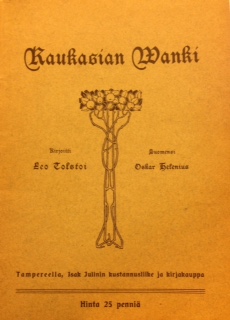 Kaukasian Wanki
Kirjoitti
Leo Tolstoi
Suomensi
Oskar Helenius
Tampereella, Isak Julinin kustannusliike ja kirjakauppa
Hinta 25 penniä